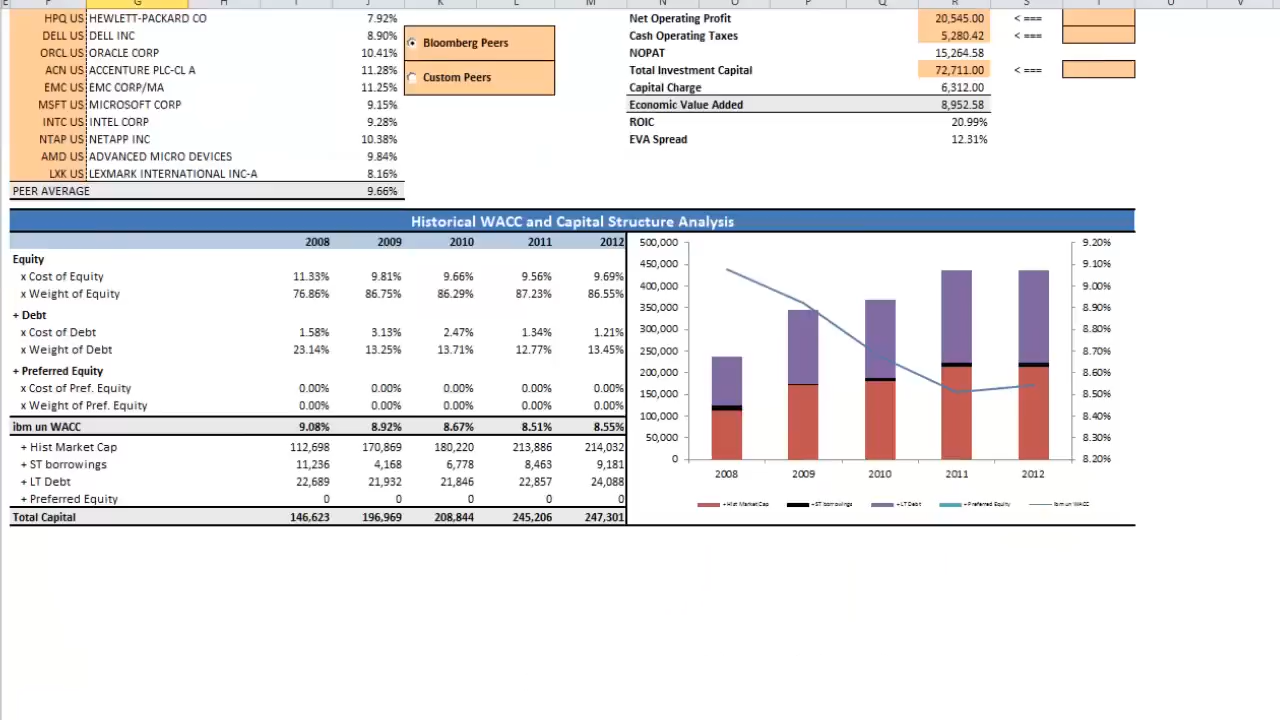 E F G H I J K L M N O P Q R S T U V
HPQ US HEWLETT-PACKARD CO 7.92%
DELL US DELL INC 8.90%
ORCL US ORACLE CORP 10.41%
ACN US ACCENTURE PLC-CL A 11.28%
EMC US EMC CORP/MA 11.25%
MSFT US MICROSOFT CORP 9.15%
INTC US INTEL CORP 9.28%
NTAP US NETAPP INC 10.38%
AMD US ADVANCED MICRO DEVICES 9.84%
LXK US LEXMARK INTERNATIONAL INC-A 8.16%
PEER AVERAGE 9.66%
Bloomberg Peers
Custom Peers
Net Operating Profit 20,545.00 < ===
Cash Operating Taxes 5,280.42 < ===
NOPAT 15,264.58
Total Investment Capital 72,711.00 < ===
Capital Charge 6,312.00
Economic Value Added 8,952.58
ROIC 20.99%
EVA Spread 12.31%
Historical WACC and Capital Structure Analysis
2008 2009 2010 2011 2012
Equity
x Cost of Equity 11.33% 9.81% 9.66% 9.56% 9.69%
x Weight of Equity 76.86% 86.75% 86.29% 87.23% 86.55%
+ Debt
x Cost of Debt 1.58% 3.13% 2.47% 1.34% 1.21%
x Weight of Debt 23.14% 13.25% 13.71% 12.77% 13.45%
+ Preferred Equity
x Cost of Pref. Equity 0.00% 0.00% 0.00% 0.00% 0.00%
x Weight of Pref. Equity 0.00% 0.00% 0.00% 0.00% 0.00%
ibm un WACC 9.08% 8.92% 8.67% 8.51% 8.55%
+ Hist Market Cap 112,698 170,869 180,220 213,886 214,032
+ ST borrowings 11,236 4,168 6,778 8,463 9,181
+ LT Debt 22,689 21,932 21,846 22,857 24,088
+ Preferred Equity 0 0 0 0 0
Total Capital 146,623 196,969 208,844 245,206 247,301
500,000 9.20%
450,000 9.10%
400,000 9.00%
350,000 8.90%
300,000 8.80%
250,000 8.70%
200,000 8.60%
150,000 8.50%
100,000 8.40%
50,000 8.30%
0 8.20%
2008 2009 2010 2011 2012
+ Hist Market Cap + ST borrowings + LT Debt + Preferred Equity ibm un WACC